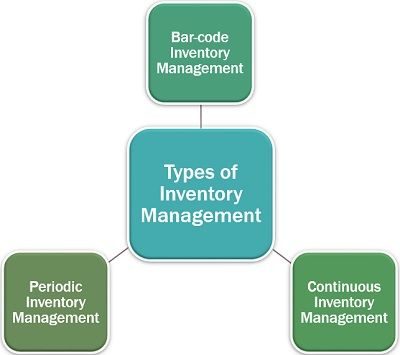 Bar-code
Inventory
Management
Types of
Inventory
Management
Periodic
Inventory
Management
Continuous
Inventory
Management